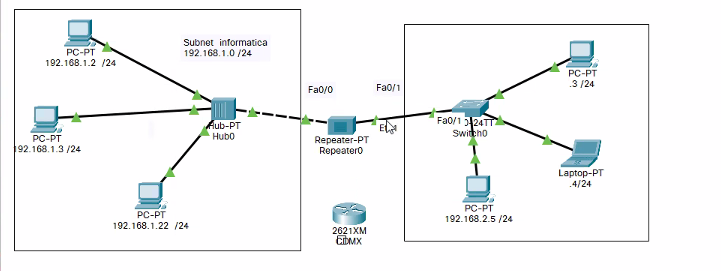 PC-PT
192.168.1.2 /24
Subnet informatica
192.168.1.0 /24
PC-PT
192.168.1.3 /24
Hub-PT
Hub0
PC-PT
192.168.1.22 /24
Fa0/0
Fa0/1
Repeater-PT
Repeater0
2621XM
CDMX
Fa0/1
24TT
Switch0
PC-PT
.3 /24
Laptop-PT
.4/24
PC-PT
192.168.2.5 /24